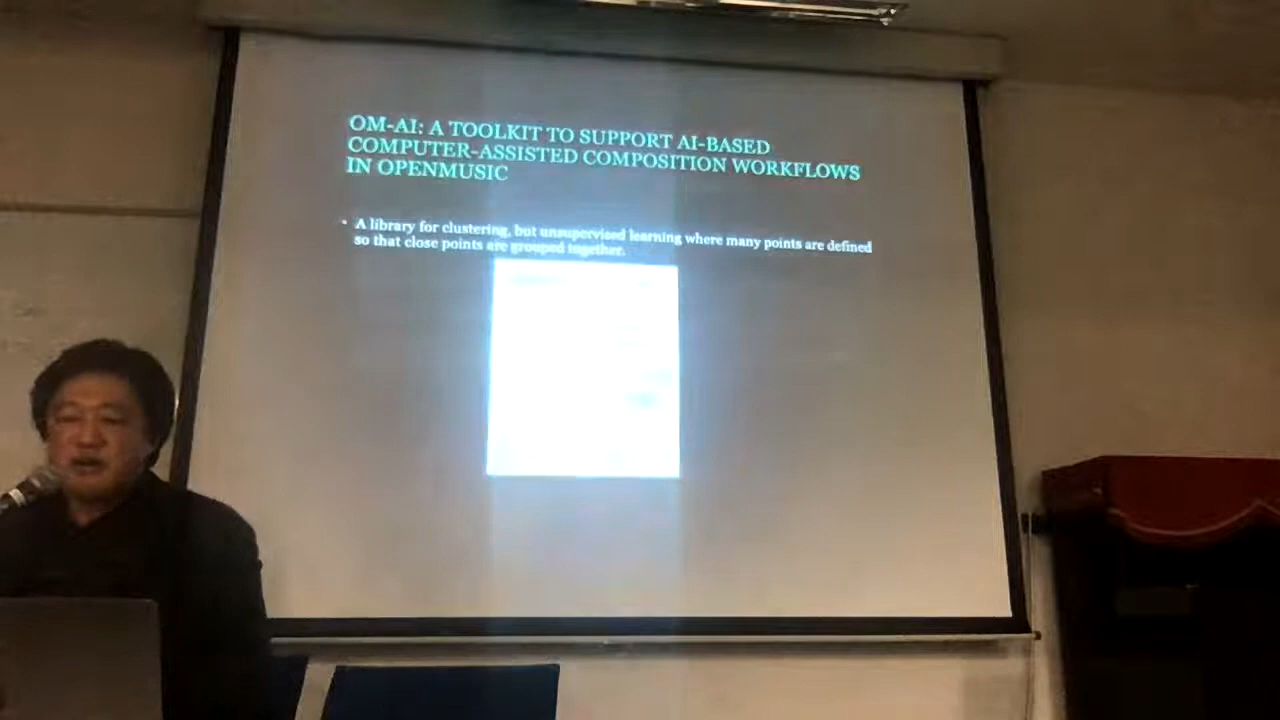 OM-AI: A TOOLKIT TO SUPPORT AI-BASED
COMPUTER-ASSISTED COMPOSITION WORKFLOWS
IN OPENMUSIC
• A library for clustering, but unsupervised learning where many points are defined
so that close points are grouped together.